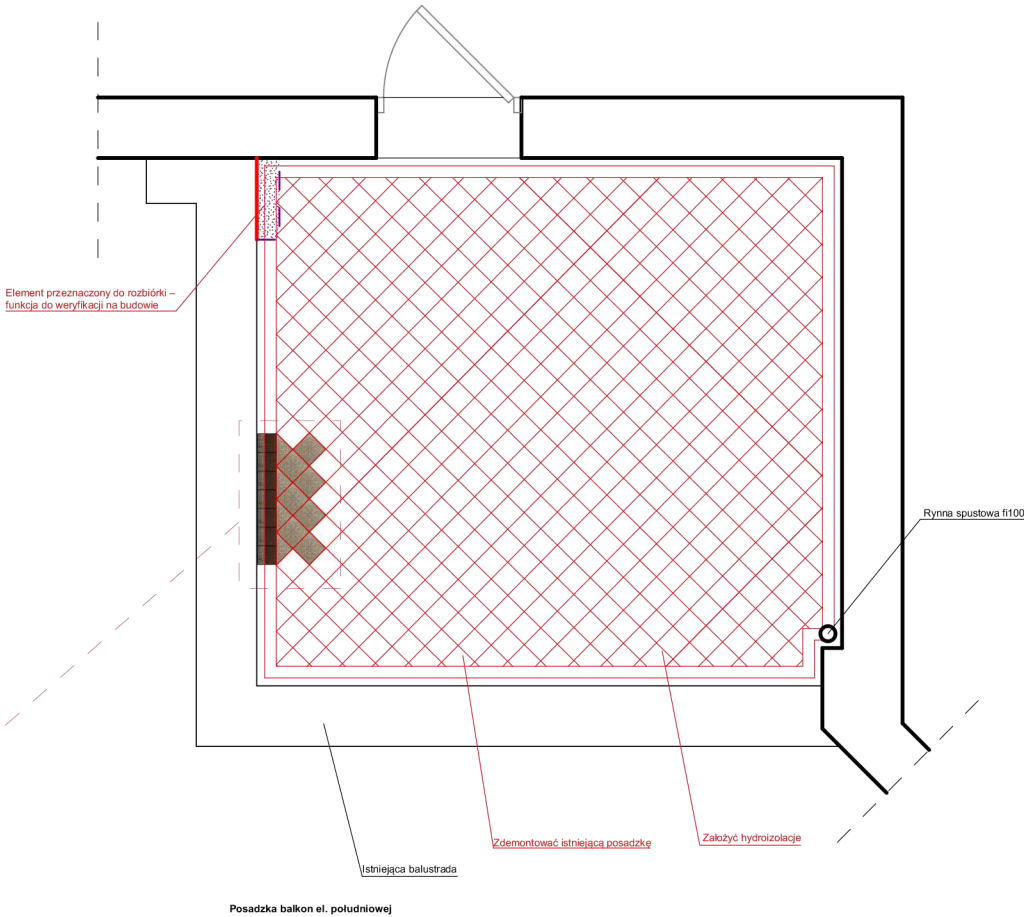 Element przeznaczony do rozbiórki –
funkcja do weryfikacji na budowie
Rynna spustowa fi100
Zdemontować istniejącą posadzkę
Założyć hydroizolacje
Istniejąca balustrada
Posadzka balkon el. południowej